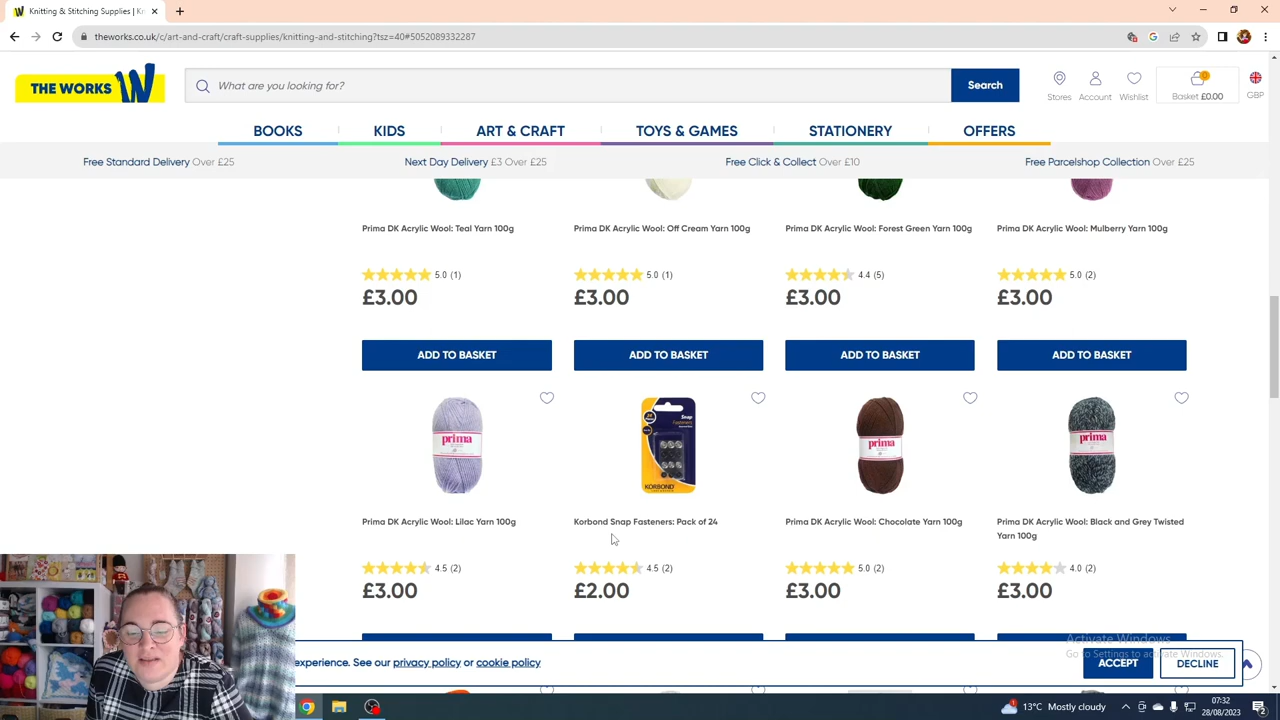 Knitting & Stitching Supplies |
theworks.co.uk/c/art-and-craft/craft-supplies/knitting-and-stitching?tsz=40#5052089332287
THE WORKS
What are you looking for?
Search
Stores
Account
Wishlist
0
Basket £0.00
GBP
BOOKS
KIDS
ART & CRAFT
TOYS & GAMES
STATIONERY
OFFERS
Free Standard Delivery Over £25
Next Day Delivery £3 Over £25
Free Click & Collect Over £10
Free Parcelshop Collection Over £25
Prima DK Acrylic Wool: Teal Yarn 100g
Prima DK Acrylic Wool: Off Cream Yarn 100g
Prima DK Acrylic Wool: Forest Green Yarn 100g
Prima DK Acrylic Wool: Mulberry Yarn 100g
5.0 (1)
5.0 (1)
4.4 (5)
5.0 (2)
£3.00
£3.00
£3.00
£3.00
ADD TO BASKET
ADD TO BASKET
ADD TO BASKET
ADD TO BASKET
prima
Snap
Fasteners
KORBOND
prima
prima
Prima DK Acrylic Wool: Lilac Yarn 100g
Korbond Snap Fasteners: Pack of 24
Prima DK Acrylic Wool: Chocolate Yarn 100g
Prima DK Acrylic Wool: Black and Grey Twisted
Yarn 100g
4.5 (2)
4.5 (2)
5.0 (2)
4.0 (2)
£3.00
£2.00
£3.00
£3.00
Activate Windows
Go to Settings to activate Windows.
experience. See our privacy policy or cookie policy
ACCEPT
DECLINE
13°C Mostly cloudy
07:32
28/08/2023